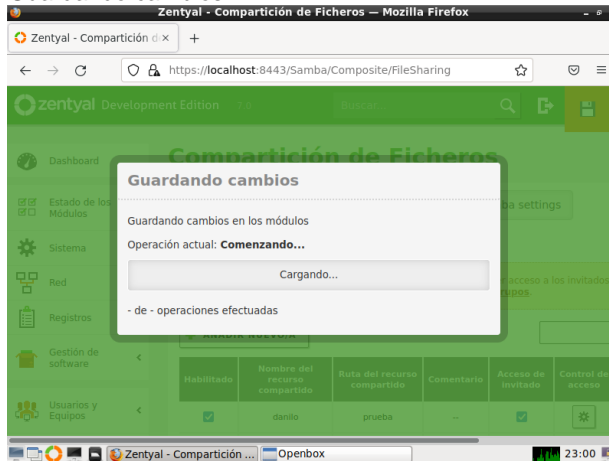 Zentyal - Compartición de Ficheros — Mozilla Firefox
Zentyal - Compartición d
https://localhost:8443/Samba/Composite/FileSharing
zentyal Development Edition 7.0
Buscar...
Compartición de Ficheros
Dashboard
Estado de los
Módulos
ba settings
Guardando cambios
Guardando cambios en los módulos
Operación actual: Comenzando...
Cargando...
- de - operaciones efectuadas
Sistema
Red
acceso a los invitados
grupos.
Registros
AÑADIR NUEVO/A
Gestión de
software
Habilitado
Nombre del
recurso
compartido
Ruta del recurso
compartido
Comentario
Acceso de
invitado
Control de
acceso
Usuarios y
Equipos
danilo
prueba
--
Zentyal - Compartición ...
Openbox
23:00